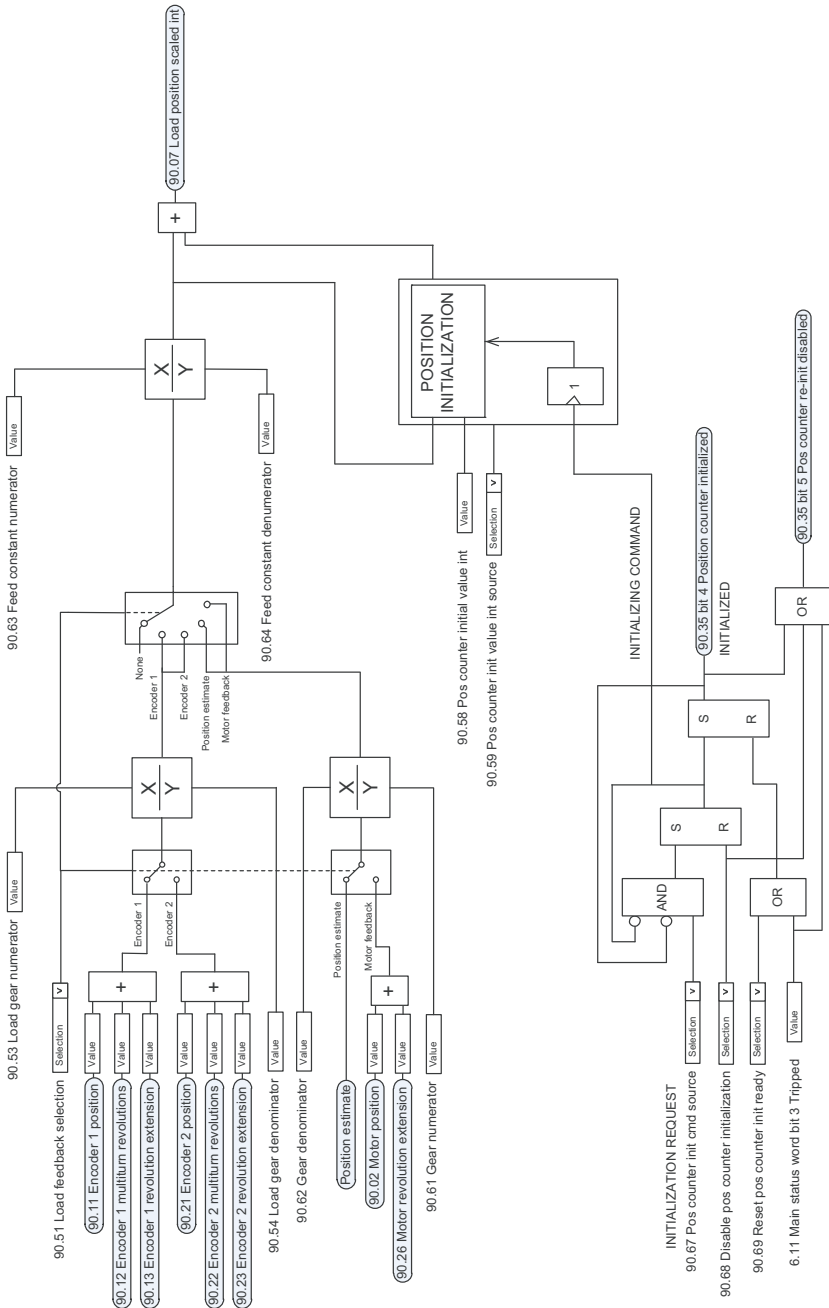 90.53 Load gear numerator
Value
90.63 Feed constant numerator
Value
90.51 Load feedback selection
Selection
v
90.11 Encoder 1 position
Value
90.12 Encoder 1 multiturn revolutions
Value
90.13 Encoder 1 revolution extension
Value
+
90.21 Encoder 2 position
Value
90.22 Encoder 2 multiturn revolutions
Value
90.23 Encoder 2 revolution extension
Value
+
Encoder 1
Encoder 2
X
Y
None
Encoder 1
Encoder 2
Position estimate
Motor feedback
X
Y
+
90.07 Load position scaled int
90.54 Load gear denominator
Value
90.64 Feed constant denumerator
Value
90.62 Gear denominator
Value
Position estimate
90.02 Motor position
Value
90.26 Motor revolution extension
Value
+
Position estimate
Motor feedback
X
Y
90.61 Gear numerator
Value
90.58 Pos counter initial value int
Value
90.59 Pos counter init value int source
Selection
v
POSITION
INITIALIZATION
1
INITIALIZING COMMAND
INITIALIZATION REQUEST
90.67 Pos counter init cmd source
Selection
v
90.68 Disable pos counter initialization
Selection
v
90.69 Reset pos counter init ready
Selection
v
6.11 Main status word bit 3 Tripped
Value
AND
OR
S
R
S
R
90.35 bit 4 Position counter initialized
INITIALIZED
OR
90.35 bit 5 Pos counter re-init disabled